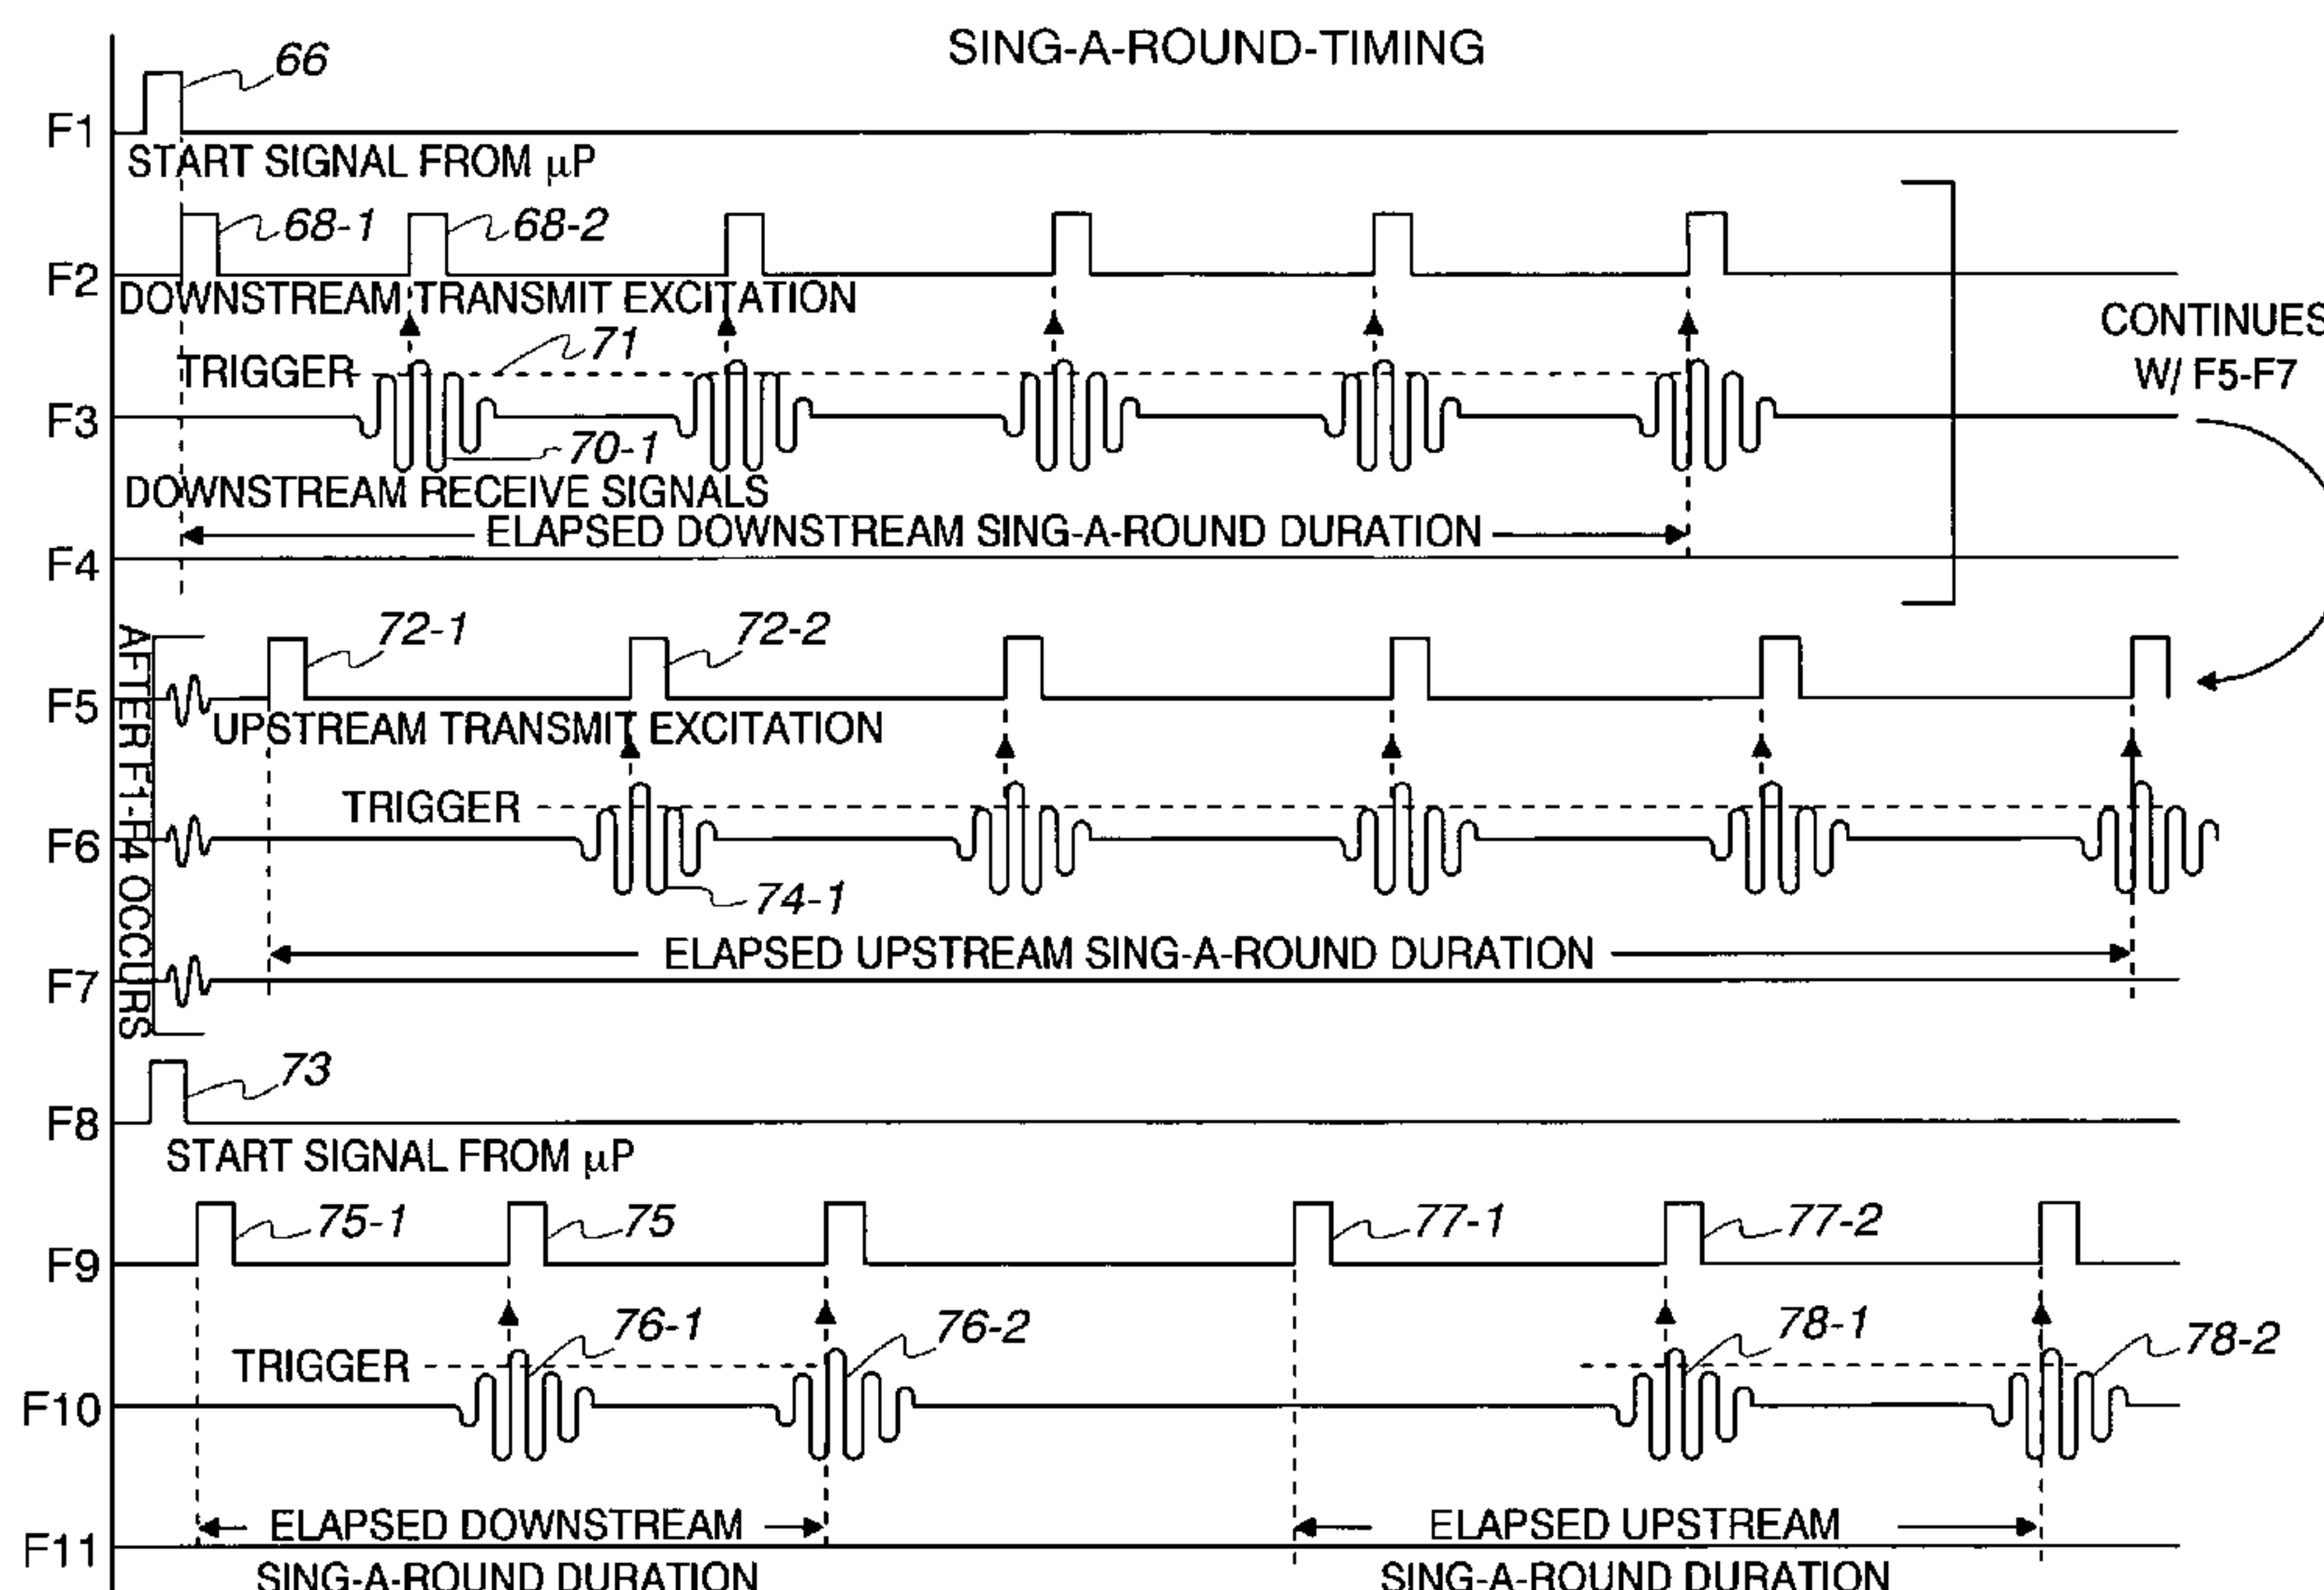 SING-A-ROUND-TIMING
66
F1
START SIGNAL FROM µP
68-1
68-2
F2
DOWNSTREAM TRANSMIT EXCITATION
CONTINUES
W/ F5-F7
71
TRIGGER
F3
70-1
DOWNSTREAM RECEIVE SIGNALS
ELAPSED DOWNSTREAM SING-A-ROUND DURATION
F4
AFTER F1-F4 OCCURS
72-1
72-2
F5
UPSTREAM TRANSMIT EXCITATION
TRIGGER
F6
74-1
ELAPSED UPSTREAM SING-A-ROUND DURATION
F7
73
F8
START SIGNAL FROM µP
75-1
75
77-1
77-2
F9
76-1
76-2
78-1
78-2
TRIGGER
F10
ELAPSED DOWNSTREAM
ELAPSED UPSTREAM
F11
SING-A-ROUND DURATION
SING-A-ROUND DURATION